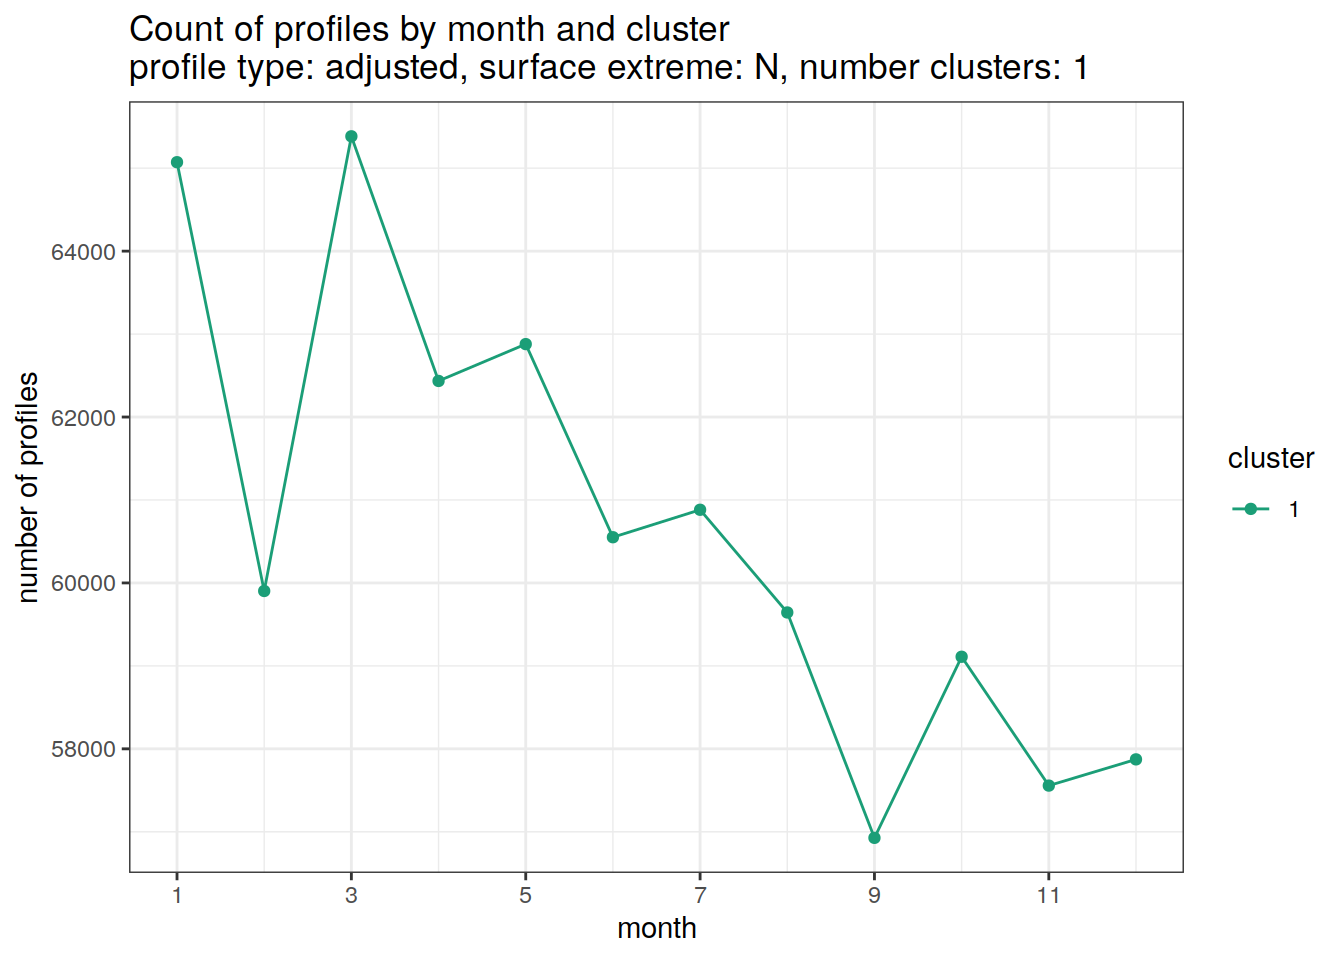 Count of profiles by month and cluster
profile type: adjusted, surface extreme: N, number clusters: 1
number of profiles
64000
62000
60000
58000
1 3 5 7 9 11
month
cluster
1